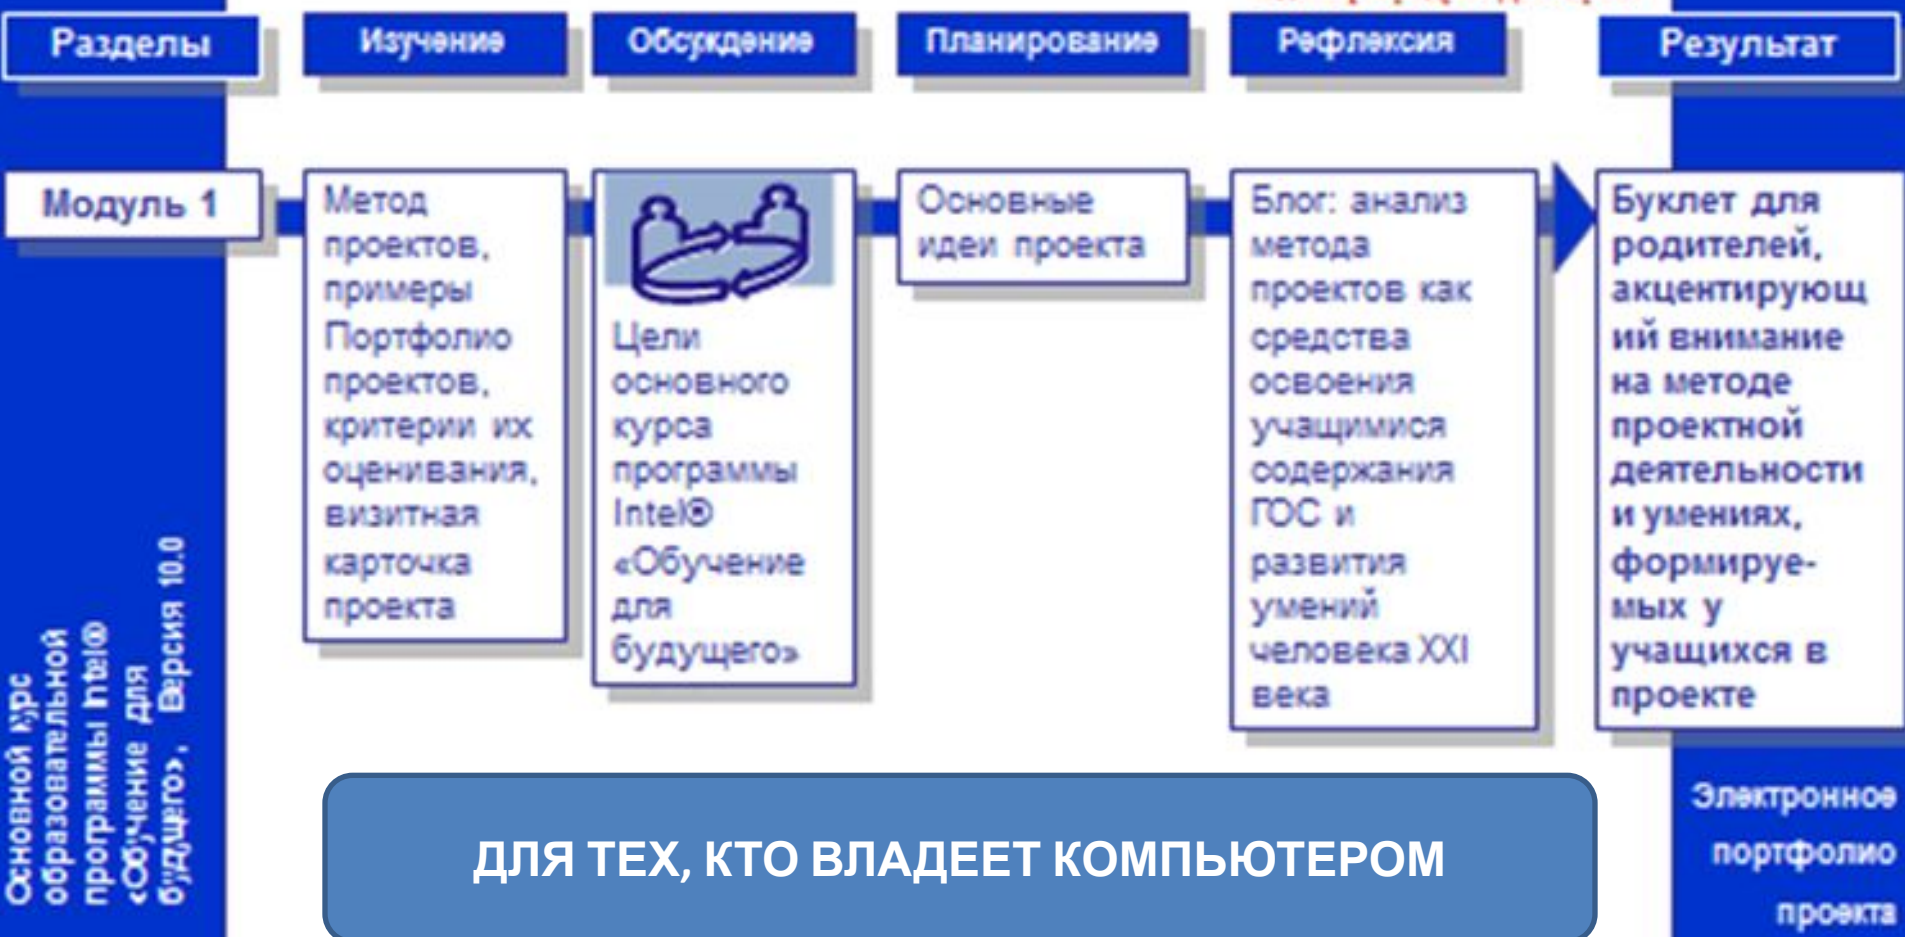 Разделы
Изучение
Обсуждение
Планирование
Рефлексия
Результат
Модуль 1
Метод
проектов,
примеры
Портфолио
проектов,
критерии их
оценивания,
визитная
карточка
проекта
Цели
основного
курса
программы
Intel®
«Обучение
для
будущего»
Основные
идеи проекта
Блог: анализ
метода
проектов как
средства
освоения
учащимися
содержания
ГОС и
развития
умений
человека XXI
века
Буклет для
родителей,
акцентирующ
ий внимание
на методе
проектной
деятельности
и умениях,
формируе-
мых у
учащихся в
проекте
Основной курс
образовательной
программы Intel®
«Обучение для
будущего», Версия 10.0
ДЛЯ ТЕХ, КТО ВЛАДЕЕТ КОМПЬЮТЕРОМ
Электронное
портфолио
проекта